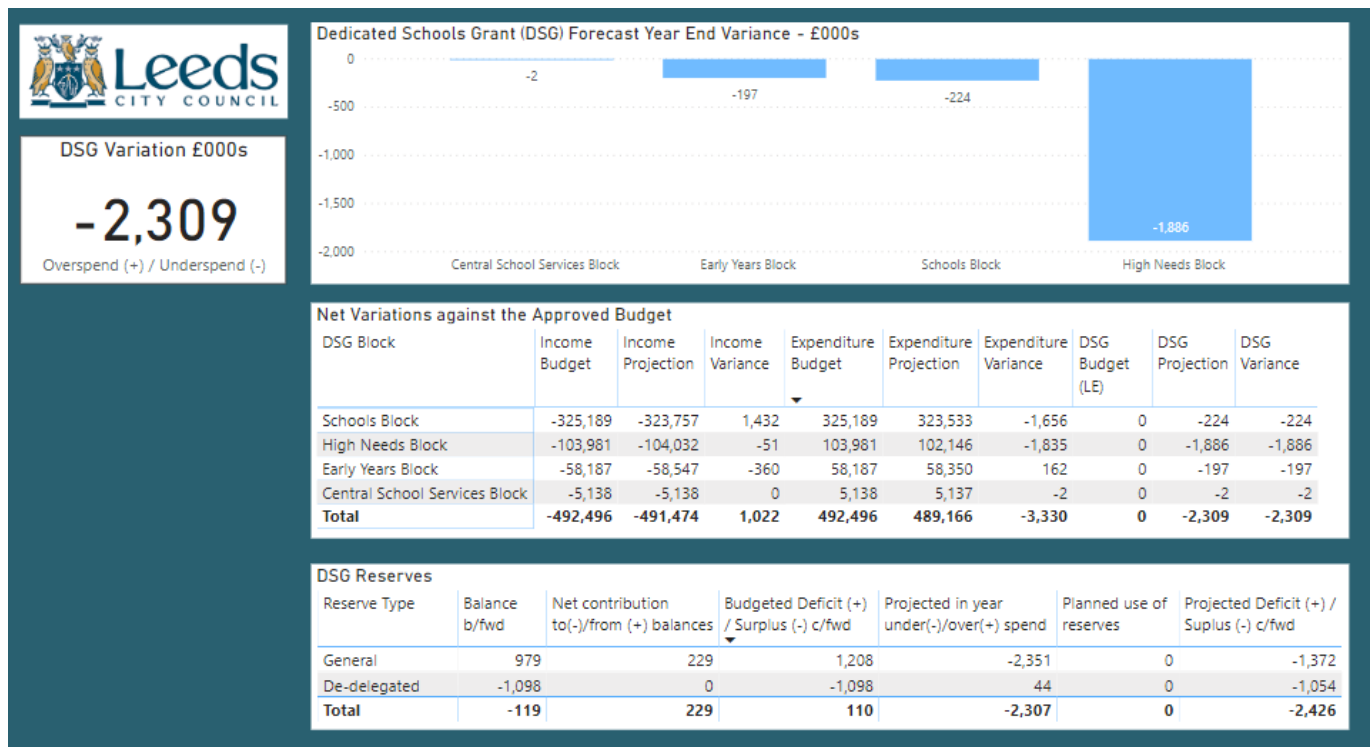 Leeds
CITY COUNCIL
DSG Variation £000s
-2,309
Overspend (+) / Underspend (-)
Dedicated Schools Grant (DSG) Forecast Year End Variance - £000s
0
-500
-1,000
-1,500
-2,000
-2
-197
-224
-1,886
Central School Services Block Early Years Block Schools Block High Needs Block
Net Variations against the Approved Budget
DSG Block Income Income Income Expenditure Expenditure Expenditure DSG DSG DSG
Budget Projection Variance Budget Projection Variance Budget Projection Variance
(LE)
Schools Block -325,189 -323,757 1,432 325,189 323,533 -1,656 0 -224 -224
High Needs Block -103,981 -104,032 -51 103,981 102,146 -1,835 0 -1,886 -1,886
Early Years Block -58,187 -58,547 -360 58,187 58,350 162 0 -197 -197
Central School Services Block -5,138 -5,138 0 5,138 5,137 -2 0 -2 -2
Total -492,496 -491,474 1,022 492,496 489,166 -3,330 0 -2,309 -2,309
DSG Reserves
Reserve Type Balance Net contribution Budgeted Deficit (+) Projected in year Planned use of Projected Deficit (+) /
b/fwd to(-)/from (+) balances / Surplus (-) c/fwd under(-)/over(+) spend reserves Suplus (-) c/fwd
General 979 229 1,208 -2,351 0 -1,372
De-delegated -1,098 0 -1,098 44 0 -1,054
Total -119 229 110 -2,307 0 -2,426